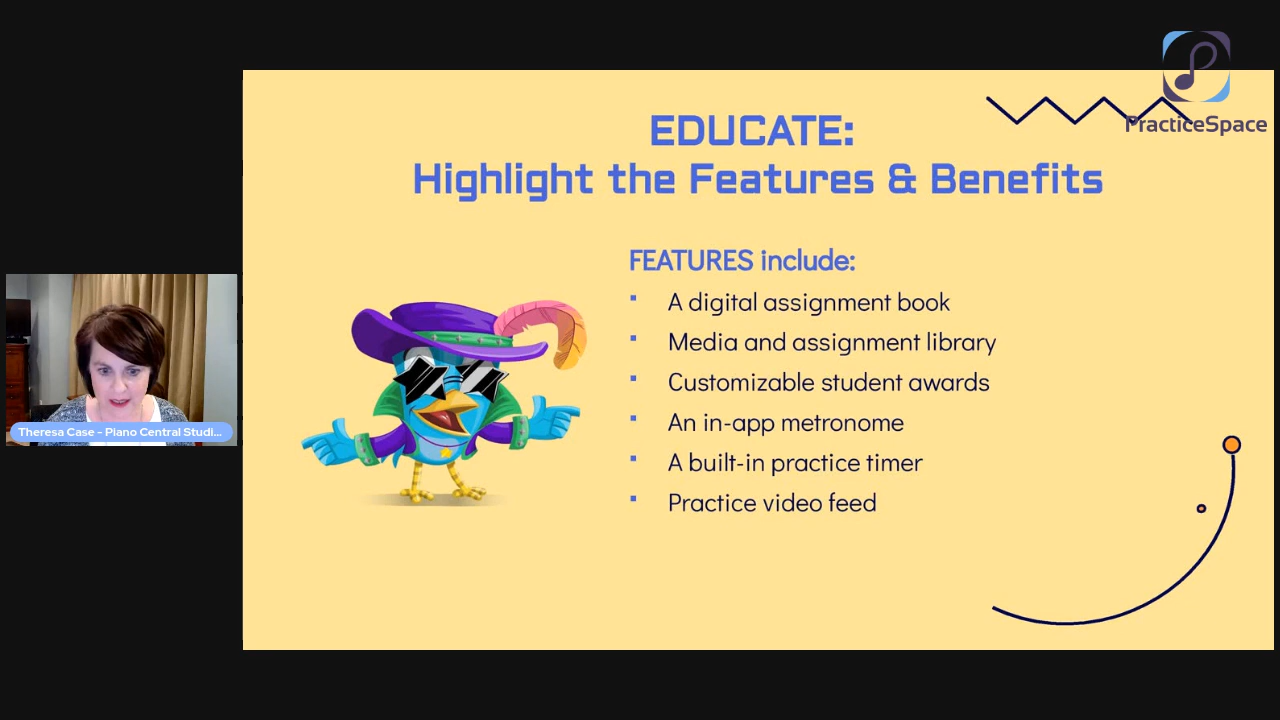 PracticeSpace
EDUCATE:
Highlight the Features & Benefits
FEATURES include:
▪ A digital assignment book
▪ Media and assignment library
▪ Customizable student awards
▪ An in-app metronome
▪ A built-in practice timer
▪ Practice video feed
Theresa Case – Piano Central Studi...